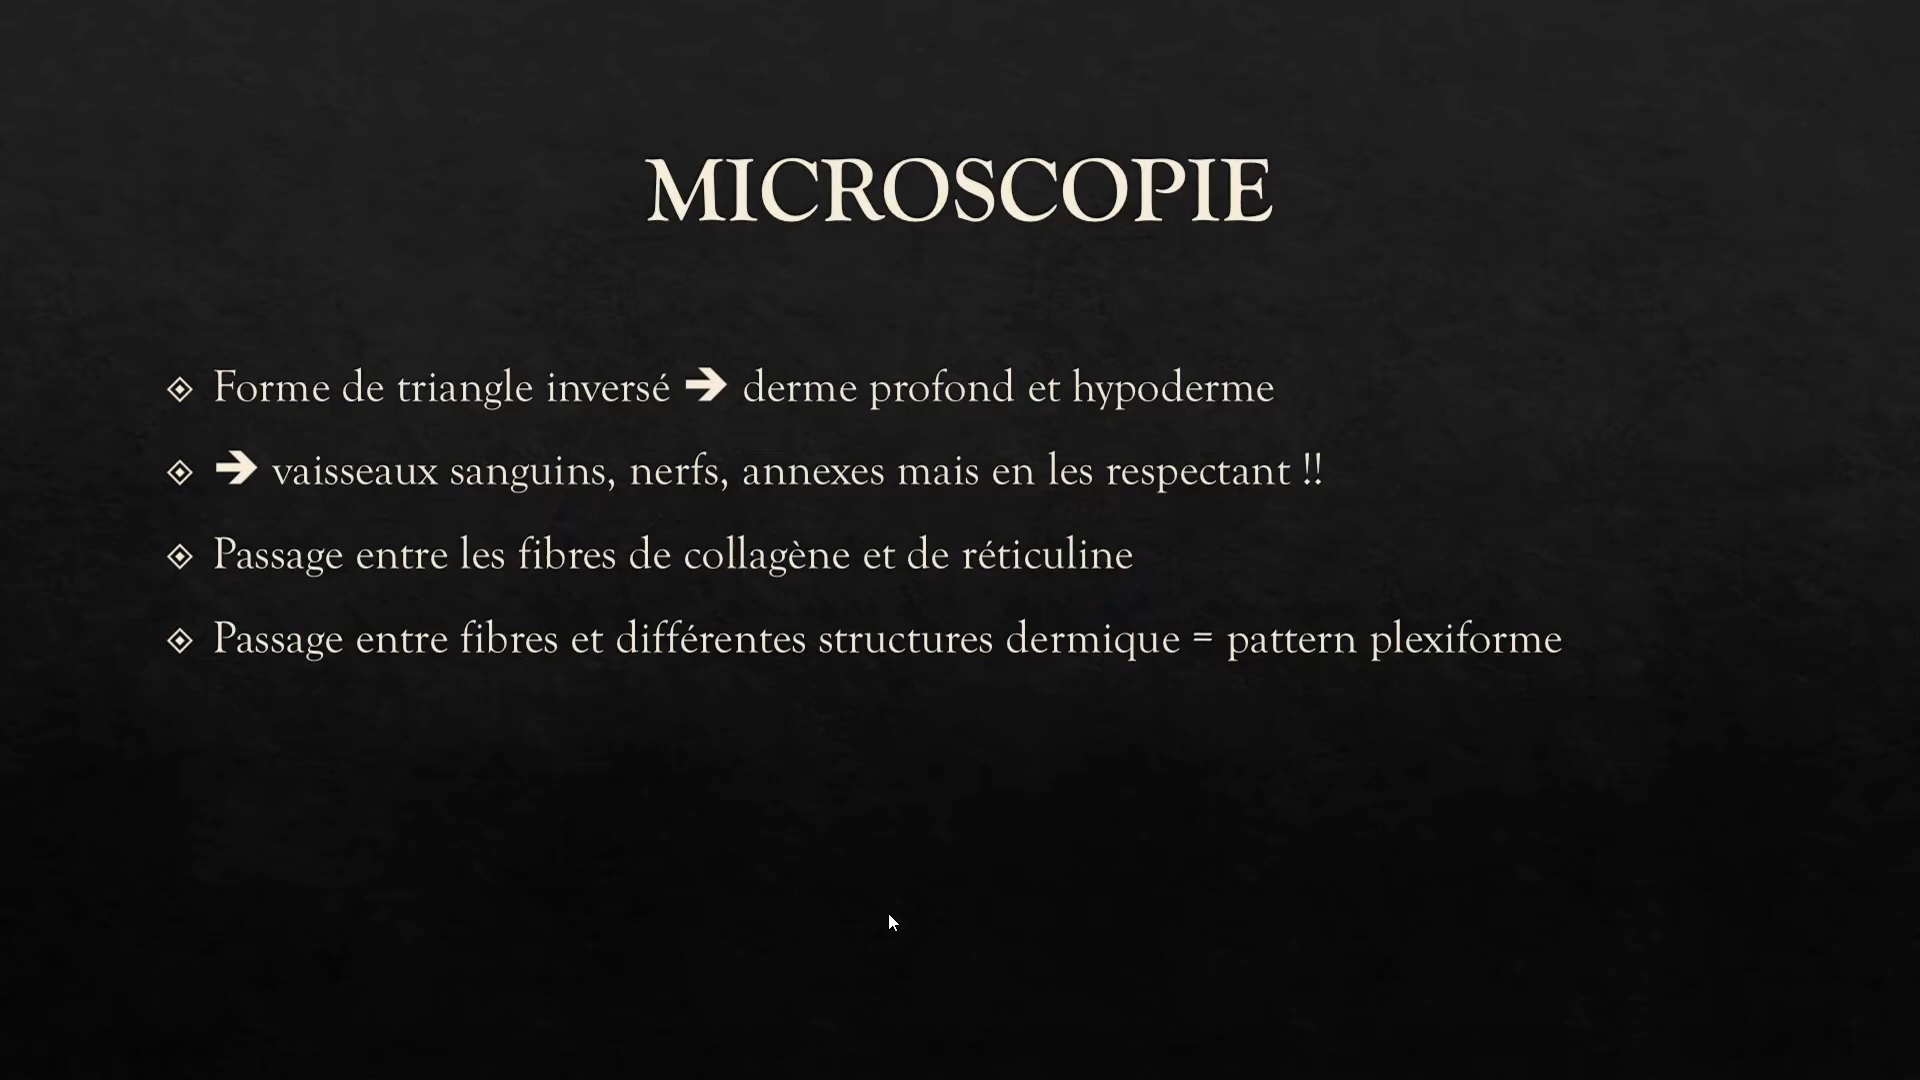 MICROSCOPIE
Forme de triangle inversé → derme profond et hypoderme
→ vaisseaux sanguins, nerfs, annexes mais en les respectant !!
Passage entre les fibres de collagène et de réticuline
Passage entre fibres et différentes structures dermique = pattern plexiforme